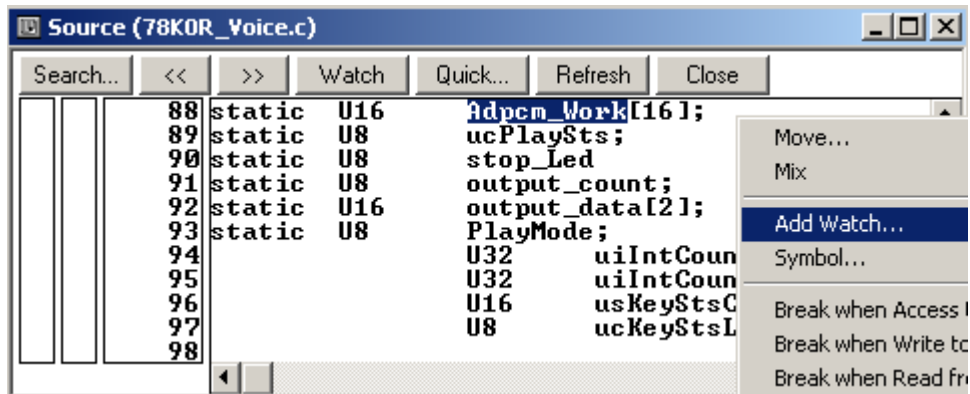 Source (78K0R_Voice.c)
Search... << >> Watch Quick... Refresh Close
88 static U16 Adpcm_Work[16];
89 static U8 ucPlaySts;
90 static U8 stop_Led
91 static U8 output_count;
92 static U16 output_data[2];
93 static U8 PlayMode;
94 U32 uiIntCoun
95 U32 uiIntCoun
96 U16 usKeyStsC
97 U8 ucKeyStsL
98
Move...
Mix
Add Watch...
Symbol...
Break when Access
Break when Write to
Break when Read fr